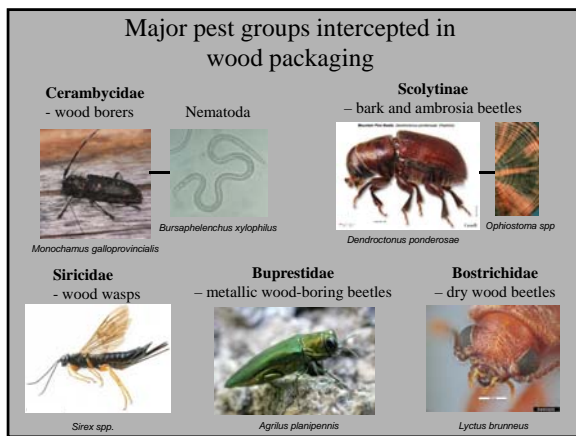 Major pest groups intercepted in
wood packaging
Cerambycidae
- wood borers
Nematoda
Monochamus galloprovincialis
Bursaphelenchus xylophilus
Scolytinae
– bark and ambrosia beetles
Dendroctonus ponderosae
Ophiostoma spp
Siricidae
- wood wasps
Sirex spp.
Buprestidae
– metallic wood-boring beetles
Agrilus planipennis
Bostrichidae
– dry wood beetles
Lyctus brunneus